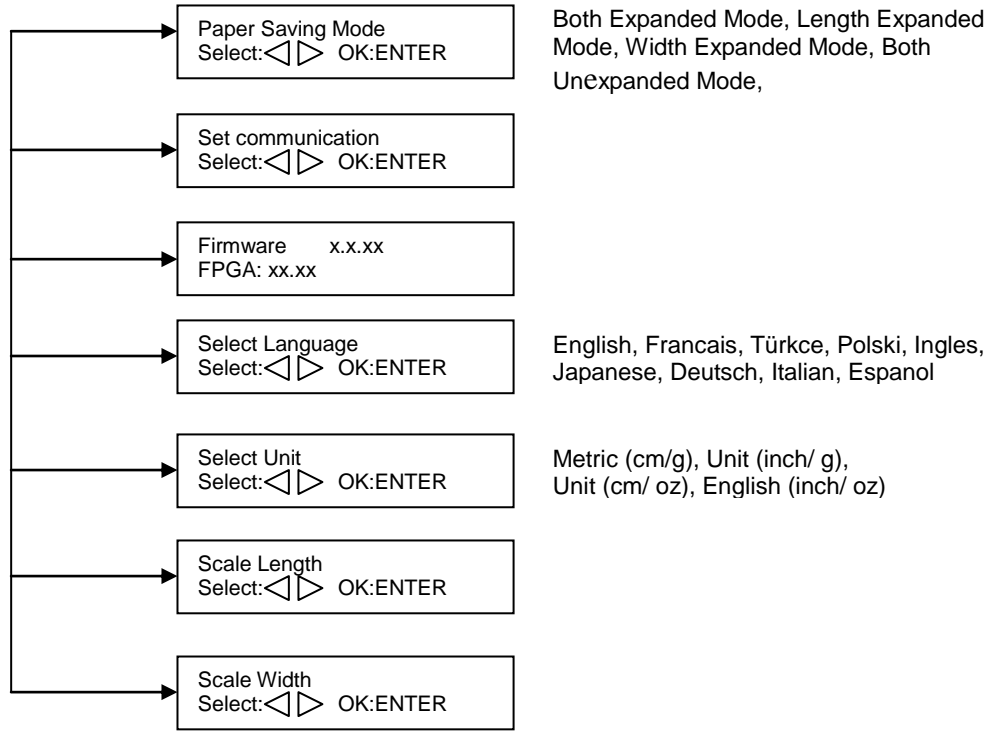 Paper Saving Mode
Select:◁ ▷ OK:ENTER
Both Expanded Mode, Length Expanded
Mode, Width Expanded Mode, Both
Unexpanded Mode,
Set communication
Select:◁ ▷ OK:ENTER
Firmware x.x.xx
FPGA: xx.xx
Select Language
Select:◁ ▷ OK:ENTER
English, Francais, Türkce, Polski, Ingles,
Japanese, Deutsch, Italian, Espanol
Select Unit
Select:◁ ▷ OK:ENTER
Metric (cm/g), Unit (inch/ g),
Unit (cm/ oz), English (inch/ oz)
Scale Length
Select:◁ ▷ OK:ENTER
Scale Width
Select:◁ ▷ OK:ENTER